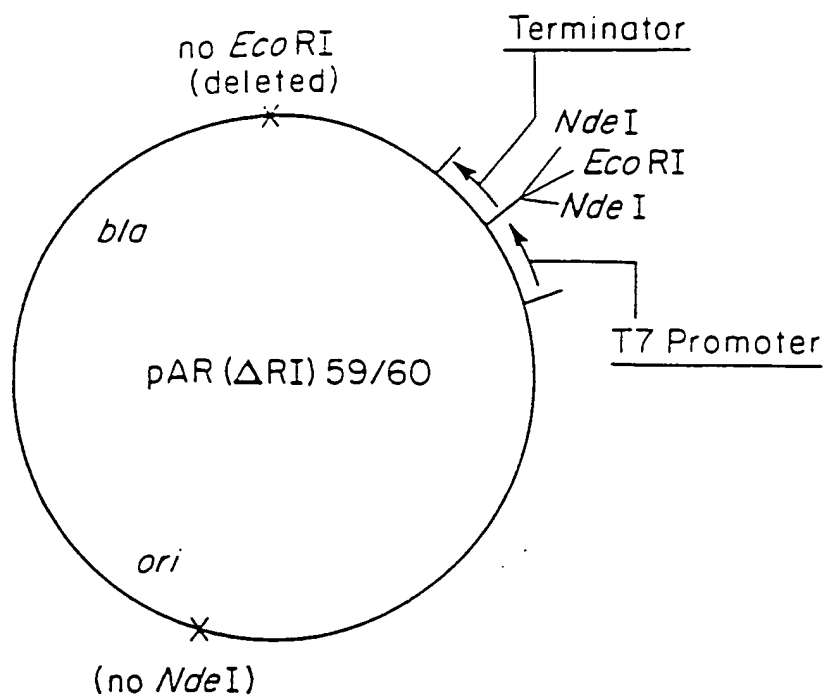 Terminator
no EcoRI
(deleted)
NdeI
EcoRI
NdeI
bla
pAR (ΔRI) 59/60
T7 Promoter
ori
(no NdeI)